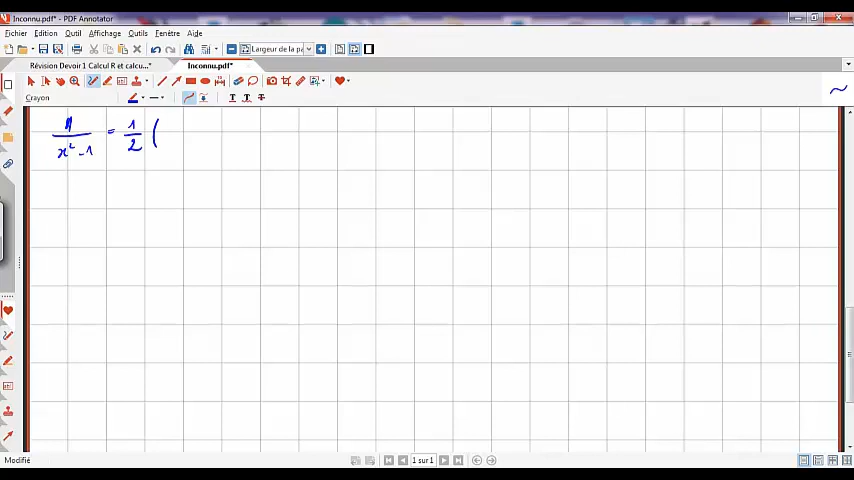 Inconnu.pdf* - PDF Annotator
Fichier Edition Outil Affichage Outils Fenêtre Aide
Largeur de la pa
Révision Devoir 1 Calcul R et calcu...* Inconnu.pdf*
Crayon
1/(x²-1) = 1/2 (
Modifié
1 sur 1